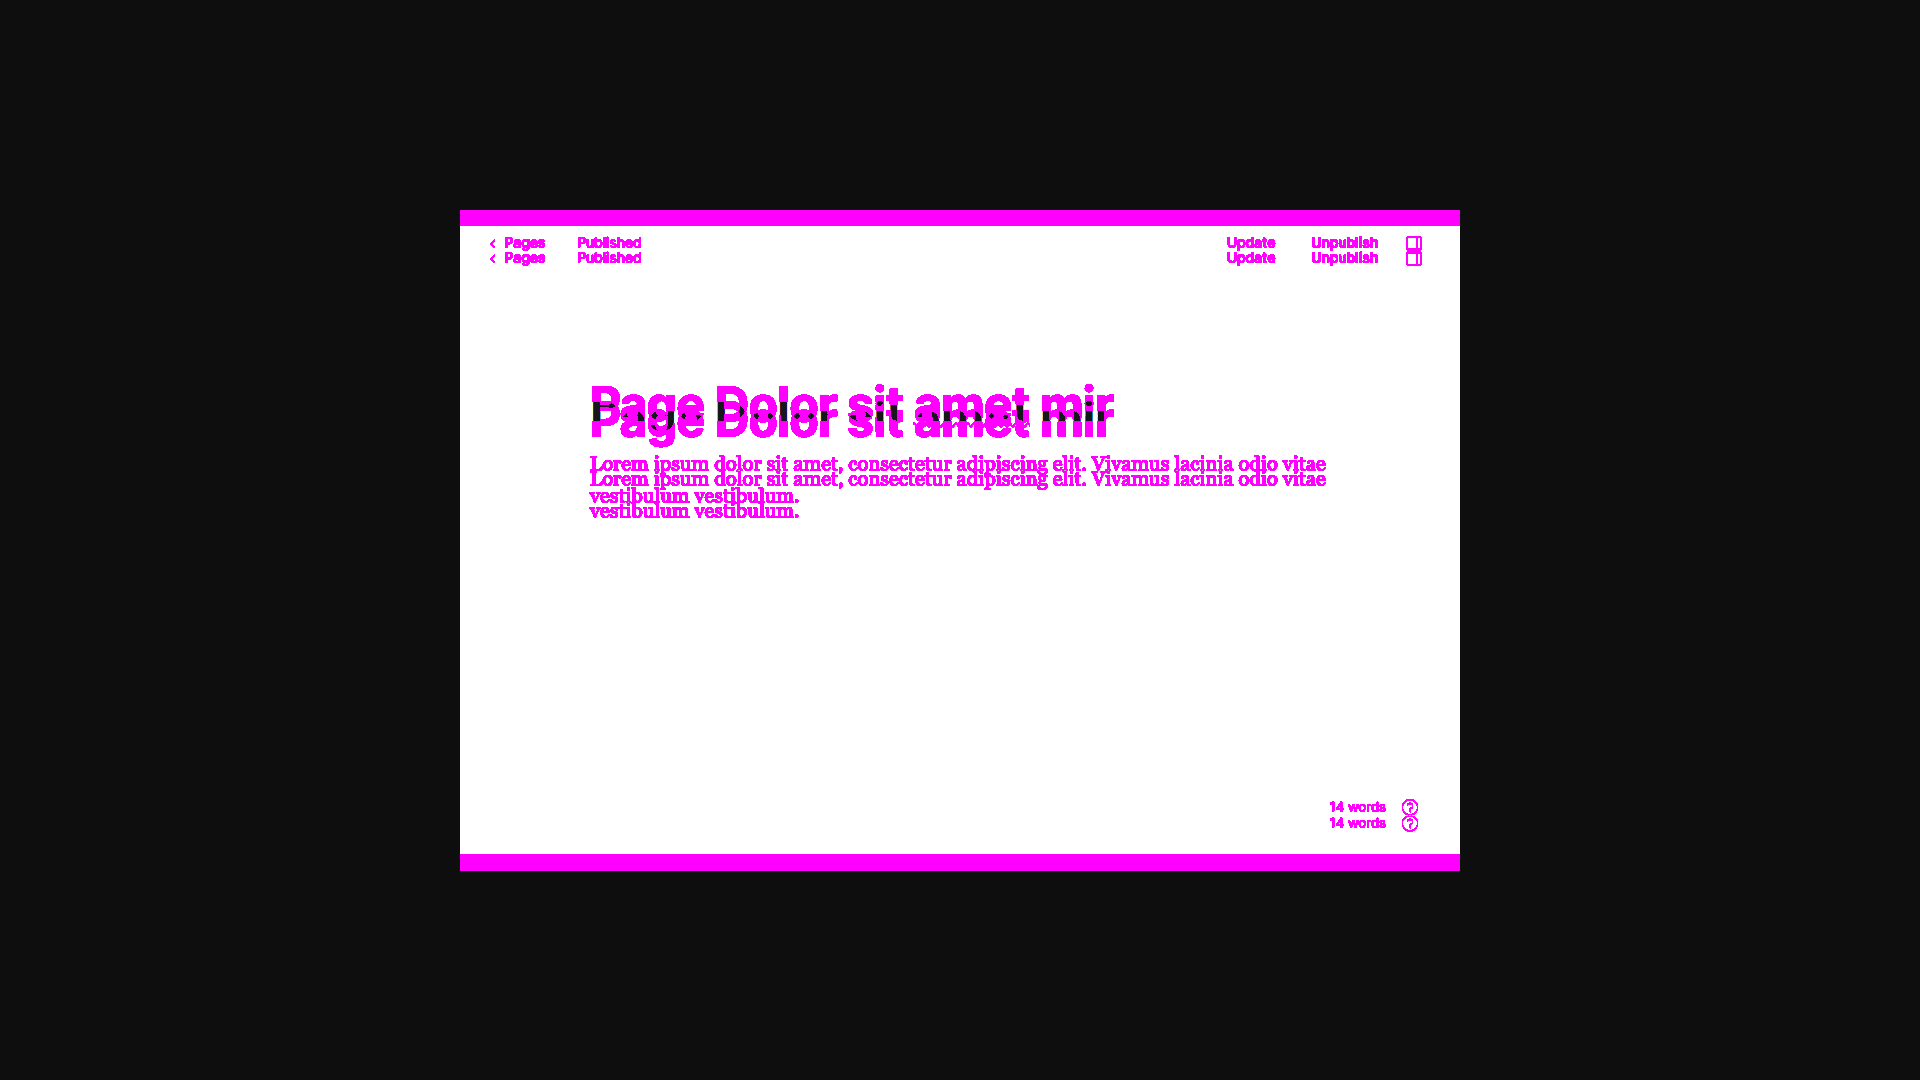 Pages Published Update Unpublish
Pages Published Update Unpublish
Page Dolor sit amet mir
Page Dolor sit amet mir
Lorem ipsum dolor sit amet, consectetur adipiscing elit. Vivamus lacinia odio vitae
Lorem ipsum dolor sit amet, consectetur adipiscing elit. Vivamus lacinia odio vitae
vestibulum vestibulum.
vestibulum vestibulum.
14 words ?
14 words ?